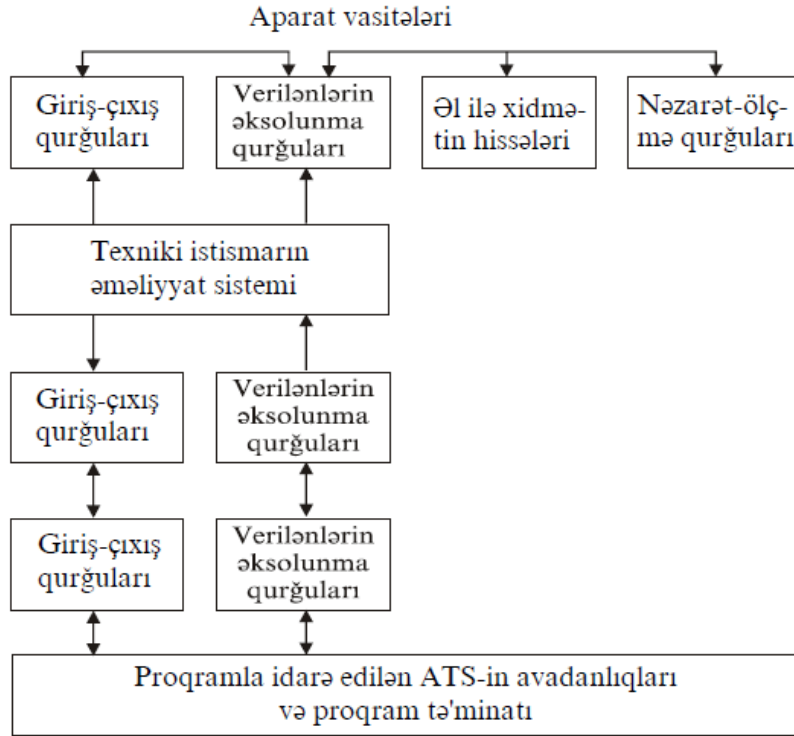 Aparat vasitələri
Giriş-çıxış
qurğuları
Verilənlərin
əksolunma
qurğuları
Əl ilə xidmə-
tin hissələri
Nəzarət-ölç-
mə qurğuları
Texniki istismarın
əməliyyat sistemi
Giriş-çıxış
qurğuları
Verilənlərin
əksolunma
qurğuları
Giriş-çıxış
qurğuları
Verilənlərin
əksolunma
qurğuları
Proqramla idarə edilən ATS-in avadanlıqları
və proqram tə'minatı